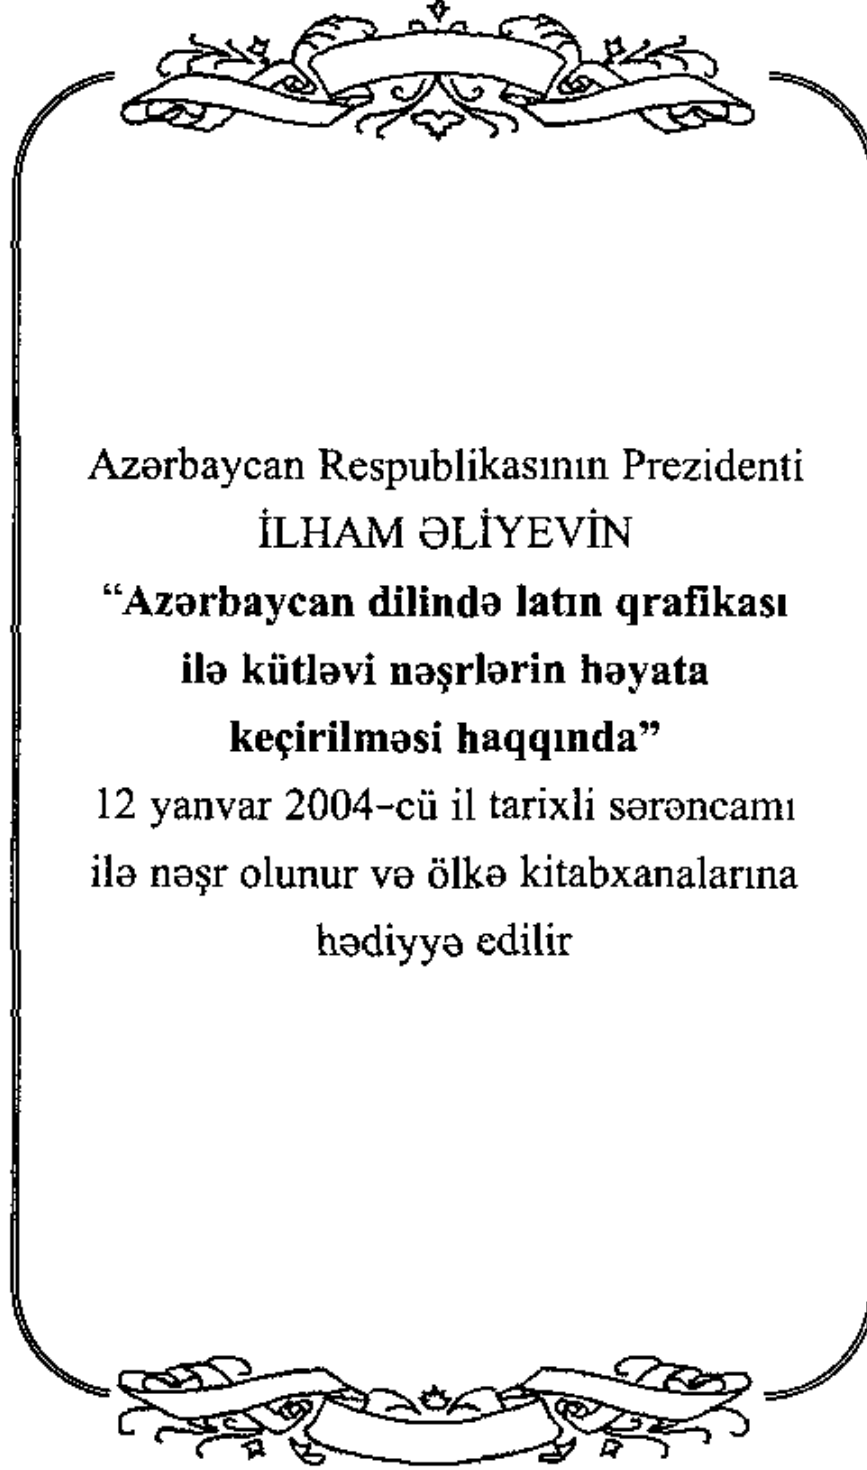 Azərbaycan Respublikasının Prezidenti
İLHAM ƏLİYEVİN
“Azərbaycan dilində latın qrafikası
ilə kütləvi nəşrlərin həyata
keçirilməsi haqqında”
12 yanvar 2004-cü il tarixli sərəncamı
ilə nəşr olunur və ölkə kitabxanalarına
hədiyyə edilir